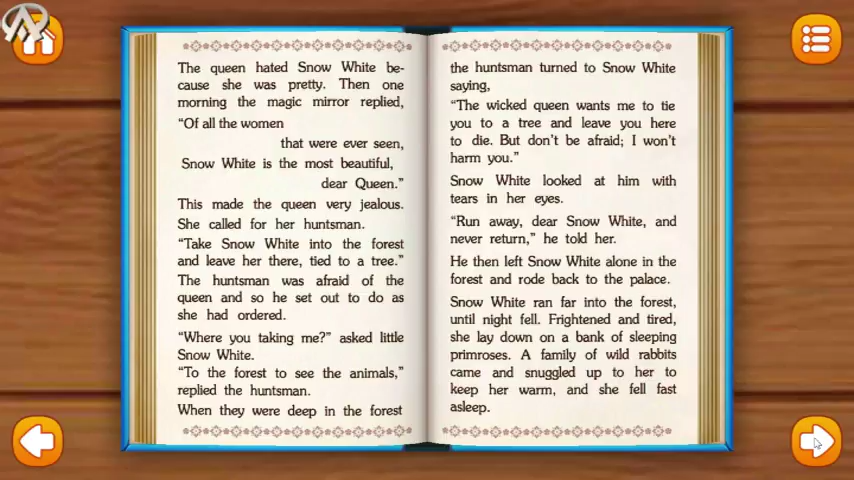 The queen hated Snow White be-
cause she was pretty. Then one
morning the magic mirror replied,
“Of all the women
that were ever seen,
Snow White is the most beautiful,
dear Queen.”
This made the queen very jealous.
She called for her huntsman.
“Take Snow White into the forest
and leave her there, tied to a tree.”
The huntsman was afraid of the
queen and so he set out to do as
she had ordered.
“Where you taking me?” asked little
Snow White.
“To the forest to see the animals,”
replied the huntsman.
When they were deep in the forest
the huntsman turned to Snow White
saying,
“The wicked queen wants me to tie
you to a tree and leave you here
to die. But don’t be afraid; I won’t
harm you.”
Snow White looked at him with
tears in her eyes.
“Run away, dear Snow White, and
never return,” he told her.
He then left Snow White alone in the
forest and rode back to the palace.
Snow White ran far into the forest,
until night fell. Frightened and tired,
she lay down on a bank of sleeping
primroses. A family of wild rabbits
came and snuggled up to her to
keep her warm, and she fell fast
asleep.